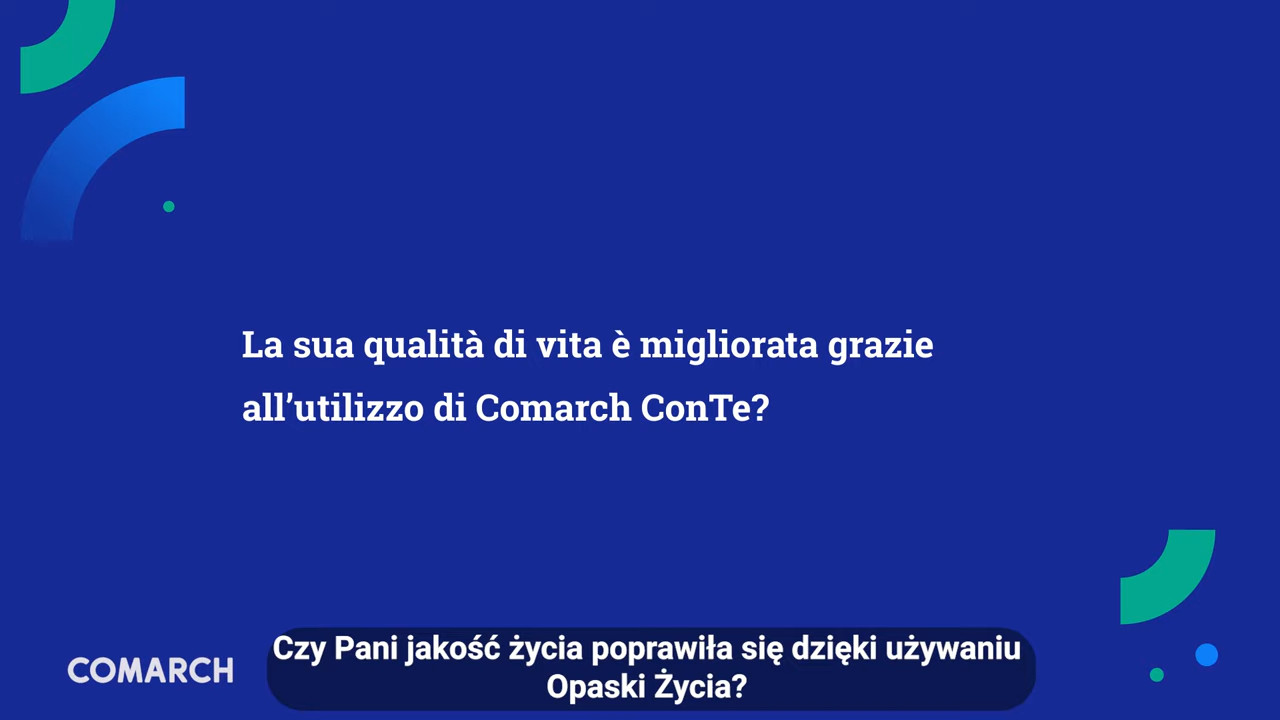 La sua qualità di vita è migliorata grazie
all’utilizzo di Comarch ConTe?
COMARCH
Czy Pani jakość życia poprawiła się dzięki używaniu
Opaski Życia?